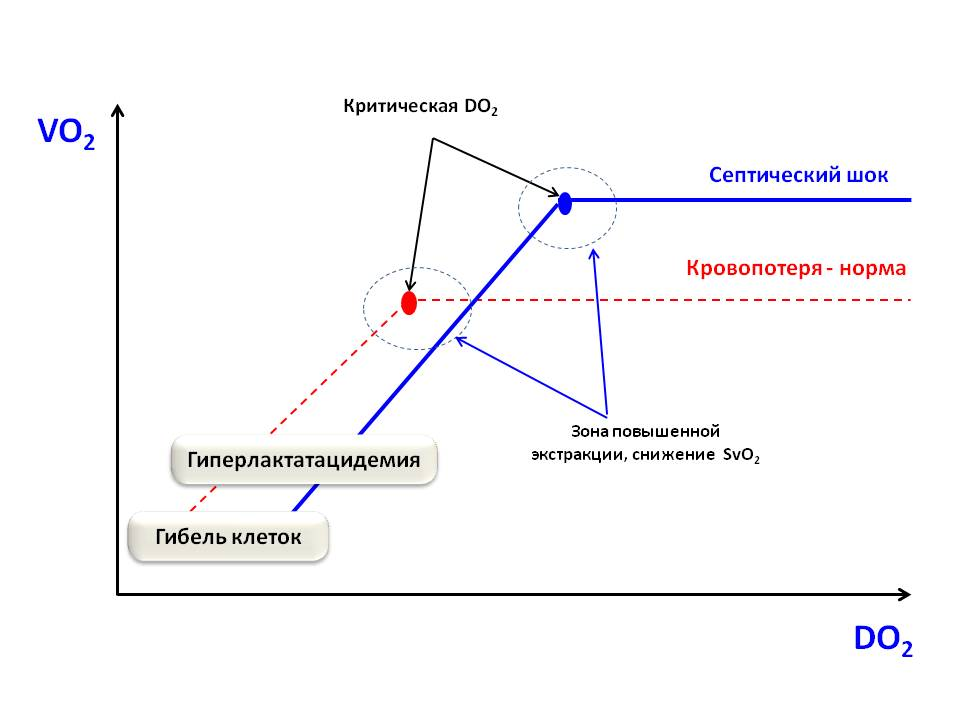 Критическая DO₂
VO₂
Септический шок
Кровопотеря - норма
Зона повышенной
экстракции, снижение SvO₂
Гиперлактатацидемия
Гибель клеток
DO₂